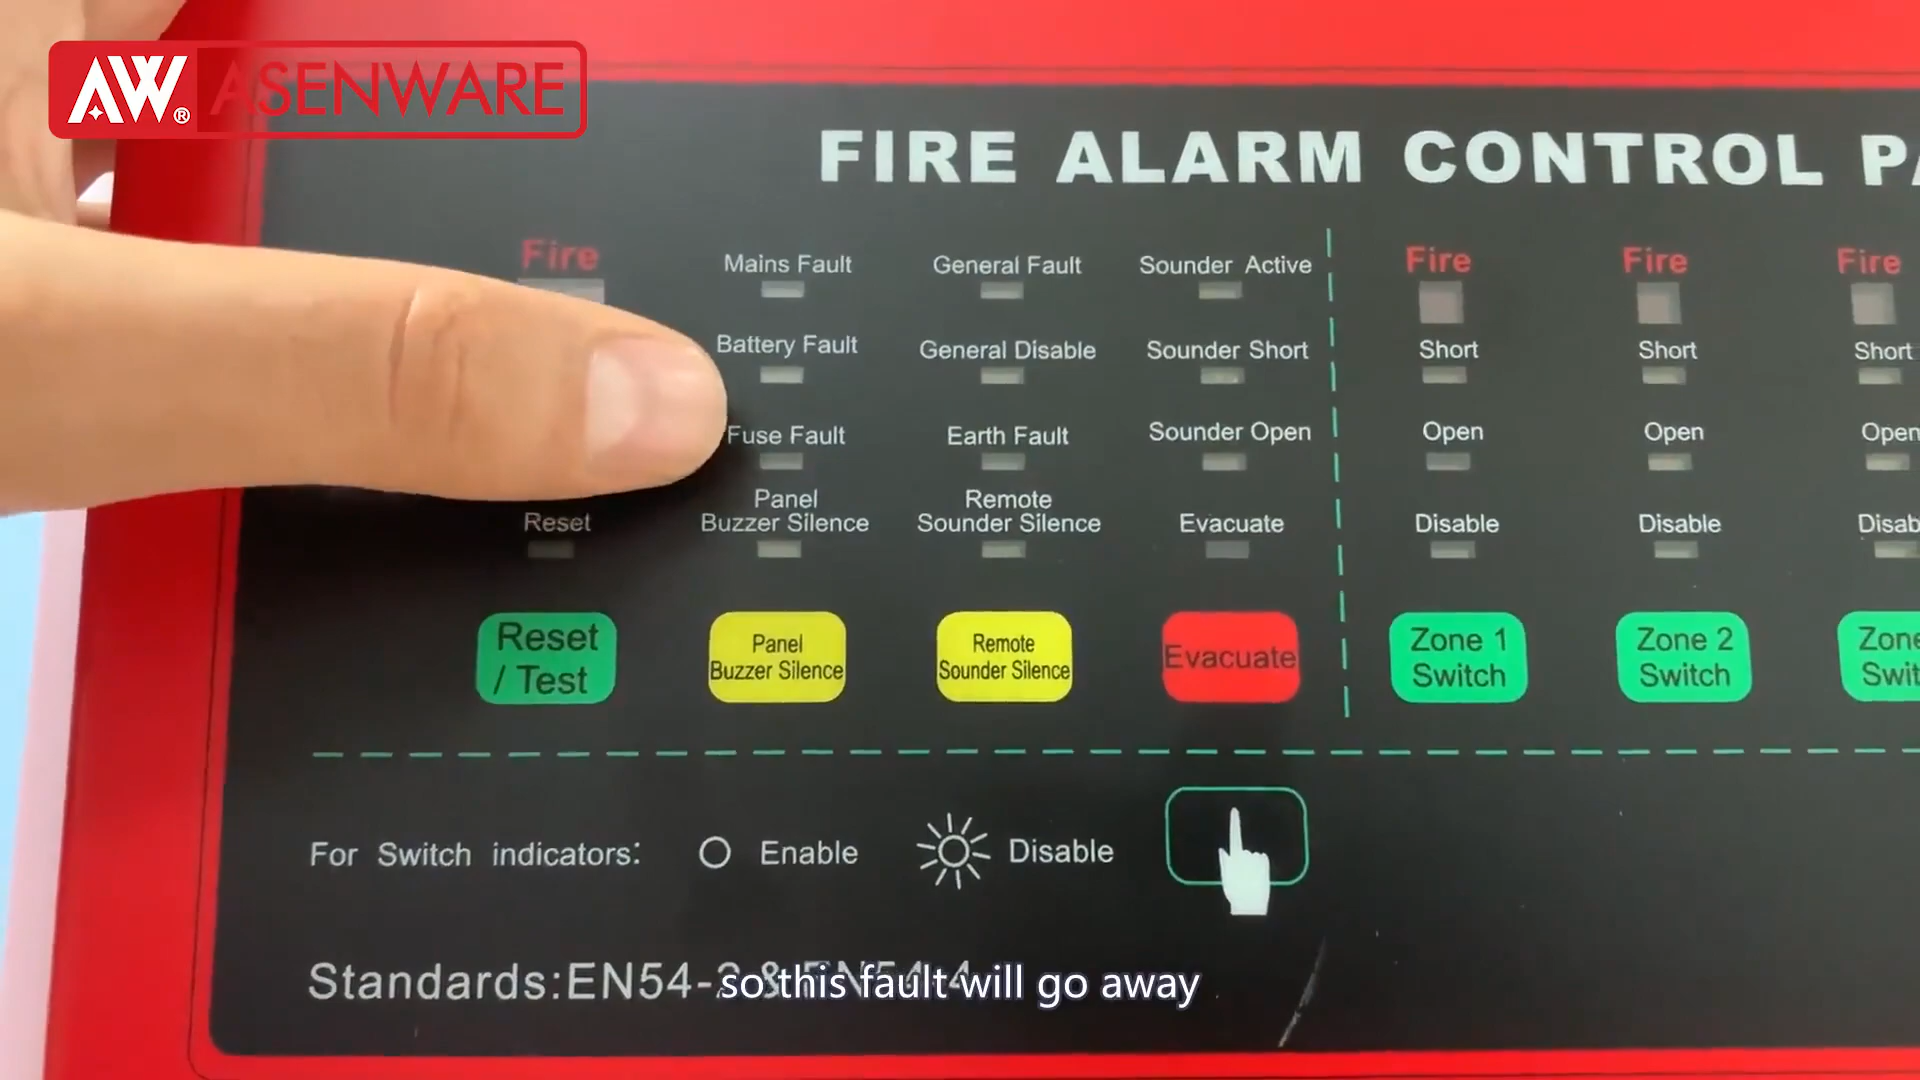 AW® ASENWARE
FIRE ALARM CONTROL
Fire
Mains Fault
General Fault
Sounder Active
Fire
Fire
Fire
Battery Fault
General Disable
Sounder Short
Short
Short
Short
Fuse Fault
Earth Fault
Sounder Open
Open
Open
Open
Reset
Panel
Buzzer Silence
Remote
Sounder Silence
Evacuate
Disable
Disable
Reset
/ Test
Panel
Buzzer Silence
Remote
Sounder Silence
Evacuate
Zone 1
Switch
Zone 2
Switch
For Switch indicators:
Enable
Disable
Standards:EN54-2 & EN54-4
so this fault will go away